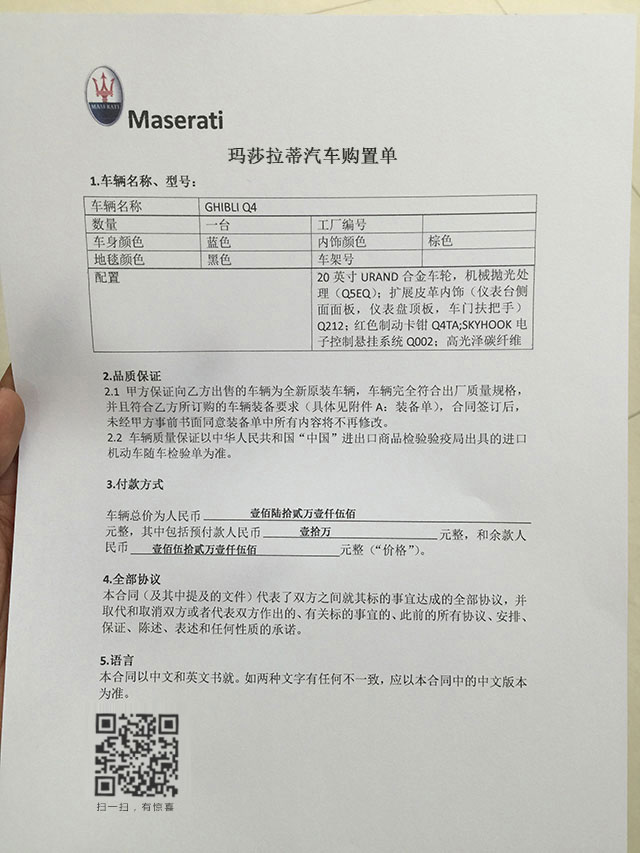 MASERATI
Maserati
玛莎拉蒂汽车购置单
1.车辆名称、型号：
车辆名称 GHIBLI Q4
数量 一台 工厂编号
车身颜色 蓝色 内饰颜色 棕色
地毯颜色 黑色 车架号
配置 20 英寸 URAND 合金车轮，机械抛光处
理（Q5EQ）；扩展皮革内饰（仪表台侧
面面板，仪表盘顶板，车门扶把手）
Q212；红色制动卡钳 Q4TA;SKYHOOK 电
子控制悬挂系统 Q002；高光泽碳纤维
2.品质保证
2.1 甲方保证向乙方出售的车辆为全新原装车辆，车辆完全符合出厂质量规格，
并且符合乙方所订购的车辆装备要求（具体见附件 A：装备单），合同签订后，
未经甲方事前书面同意装备单中所有内容将不再修改。
2.2 车辆质量保证以中华人民共和国“中国”进出口商品检验验疫局出具的进口
机动车随车检验单为准。
3.付款方式
车辆总价为人民币 壹佰陆拾贰万壹仟伍佰
元整，其中包括预付款人民币 壹拾万 元整，和余款人
民币 壹佰伍拾贰万壹仟伍佰 元整（“价格”）。
4.全部协议
本合同（及其中提及的文件）代表了双方之间就其标的事宜达成的全部协议，并
取代和取消双方或者代表双方作出的、有关标的事宜的、此前的所有协议、安排、
保证、陈述、表述和任何性质的承诺。
5.语言
本合同以中文和英文书就。如两种文字有任何不一致，应以本合同中的中文版本
为准。
扫一扫，有惊喜